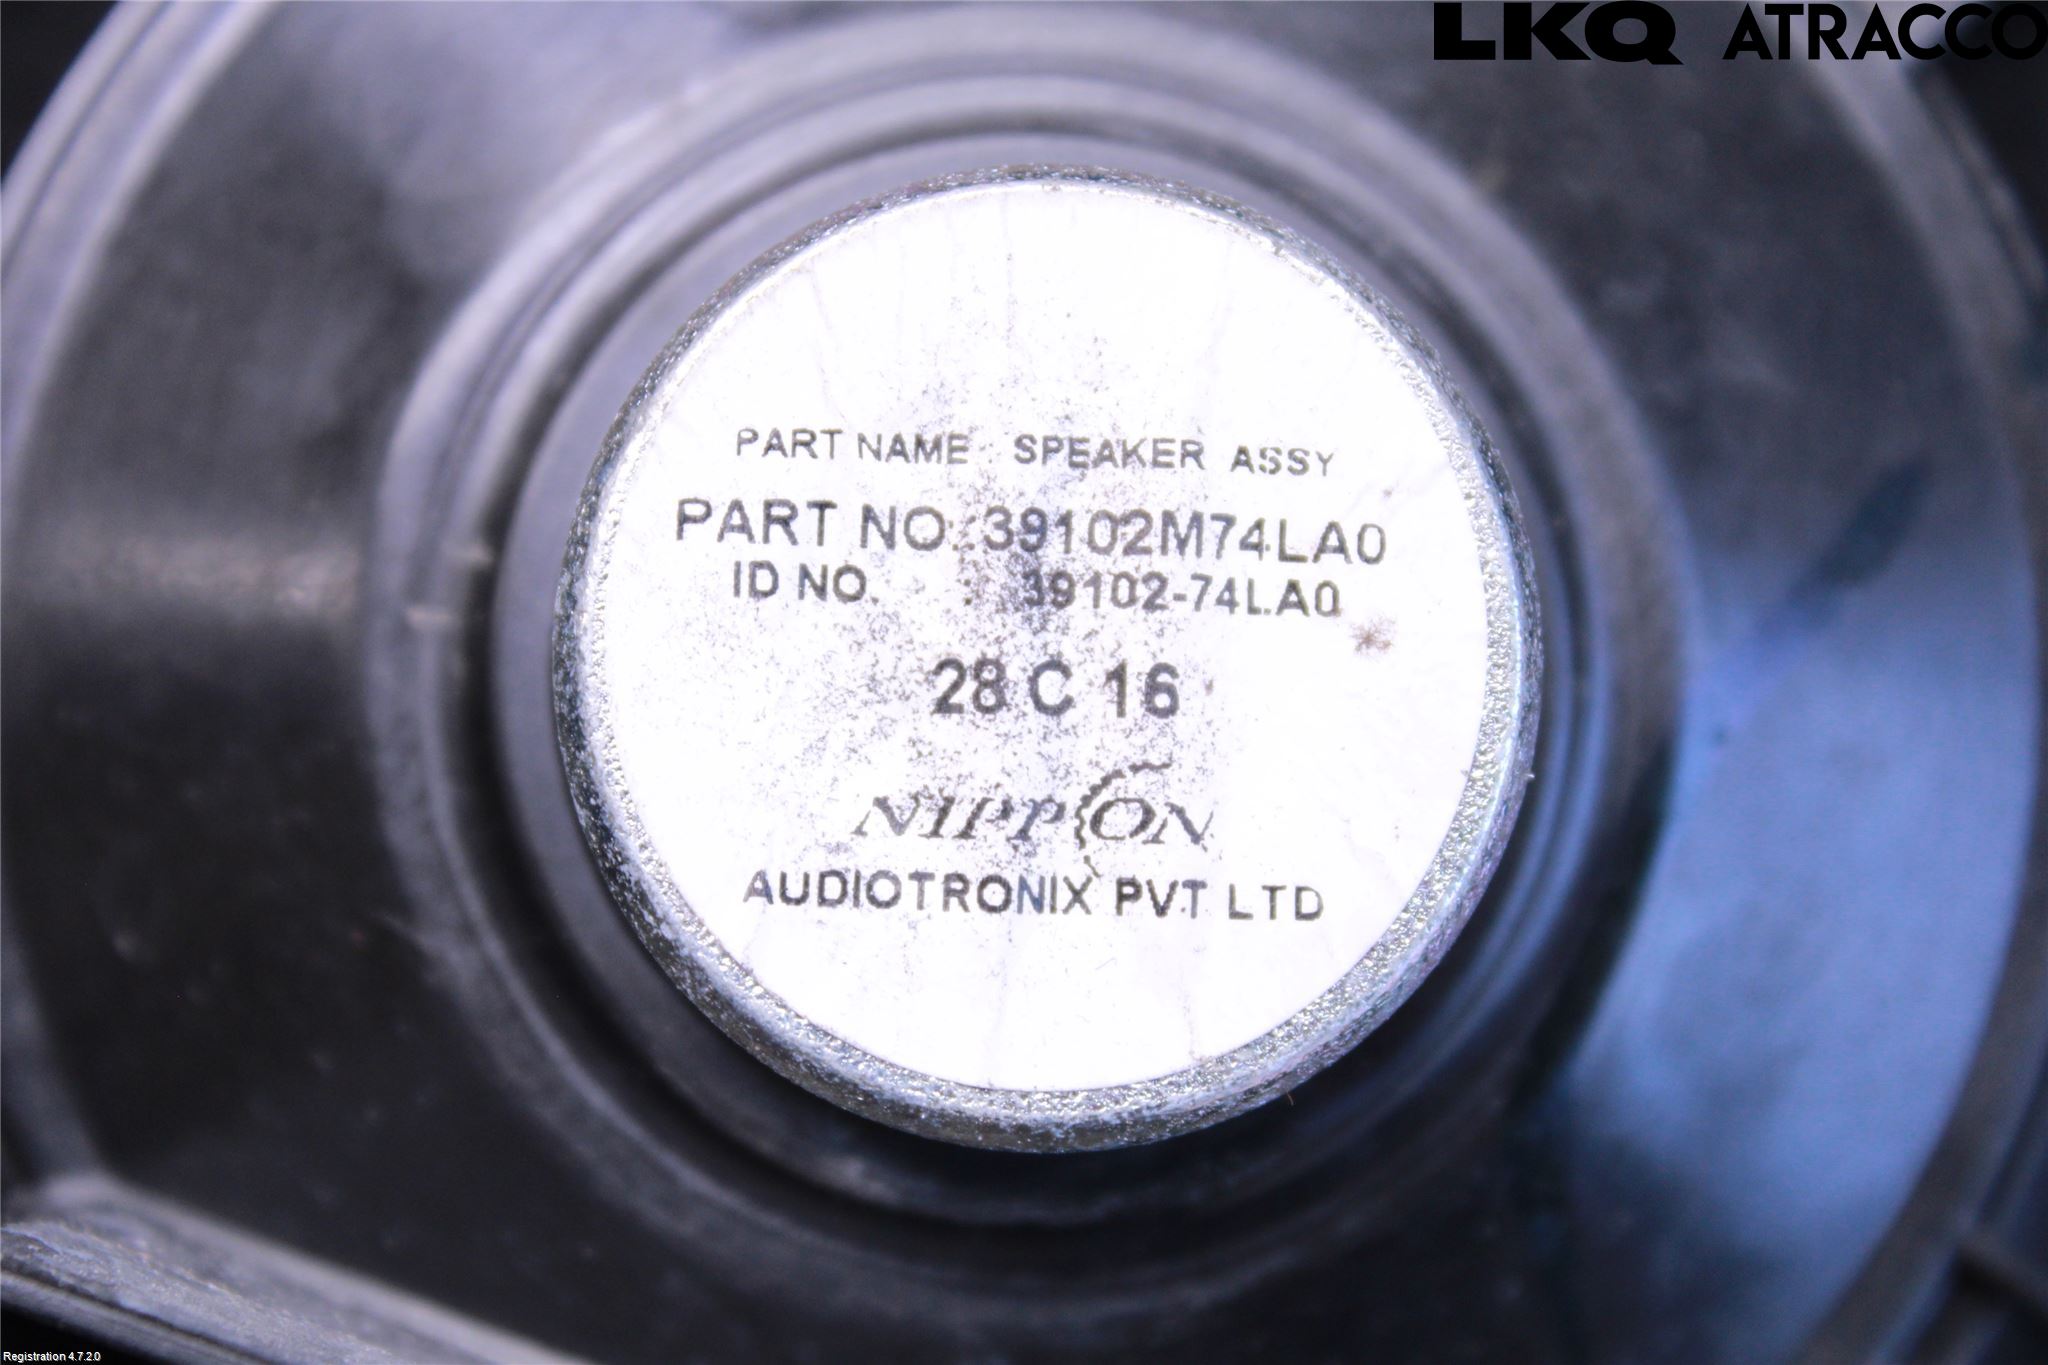 LKQ ATRACCO
PART NAME : SPEAKER ASSY
PART NO : 39102M74LA0
ID NO. : 39102-74LA0
28 C 16
NIPPON
AUDIOTRONIX PVT LTD
Registration 4.7.2.0